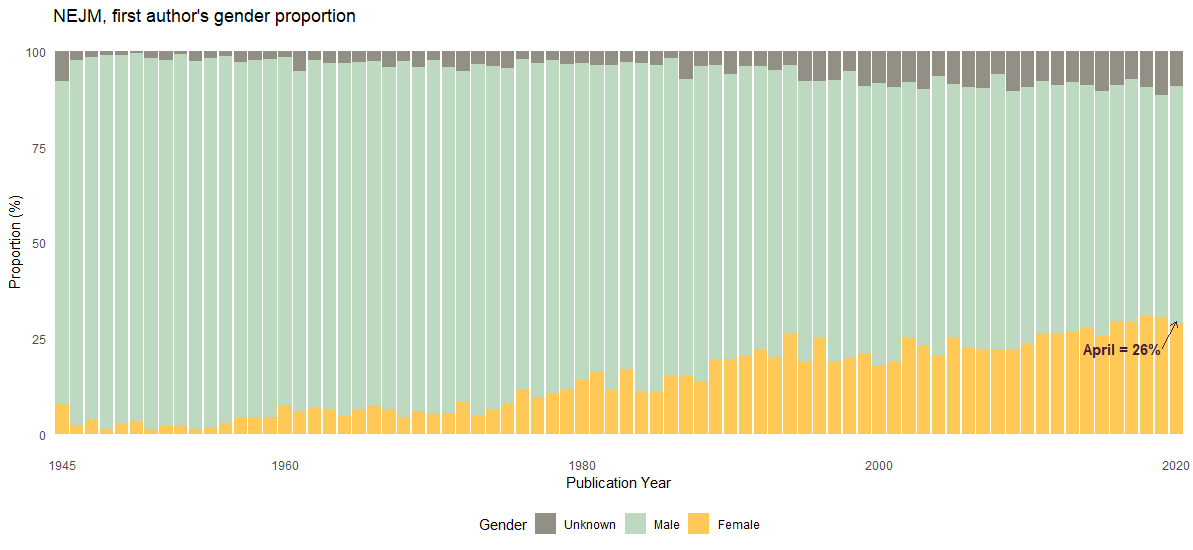 NEJM, first author's gender proportion
100
75
50
25
0
Proportion (%)
April = 26%
1945 1960 1980 2000 2020
Publication Year
Gender Unknown Male Female